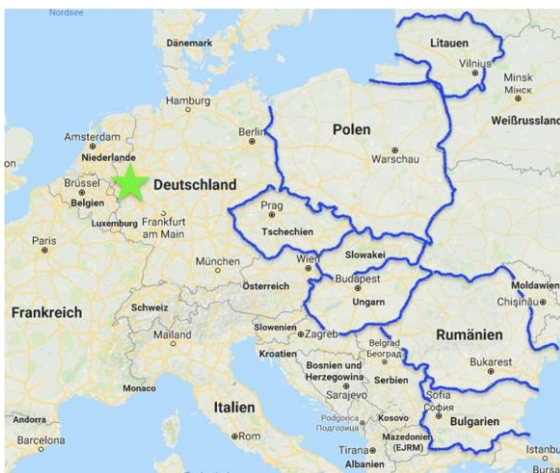 Nordsee
Dänemark
Litauen
Vilnius
Minsk
Мінск
Hamburg
Weißrussland
Amsterdam
Berlin
Polen
Niederlande
Warschau
Deutschland
Brüssel
Belgien
Prag
Luxemburg
Frankfurt
am Main
Tschechien
Paris
Slowakei
München
Wien
Budapest
Moldawien
Österreich
Ungarn
Chișinău
Frankreich
Schweiz
Slowenien
Zagreb
Rumänien
Mailand
Kroatien
Belgrad
Београд
Bosnien und
Herzegowina
Bukarest
Monaco
Serbien
Sarajevo
Sofia
София
Italien
Andorra
Kosovo
Podgorica
Подгорица
Bulgarien
Barcelona
Rom
Mazedonien
(EJRM)
Tirana
Albanien
Istanbu
Burs